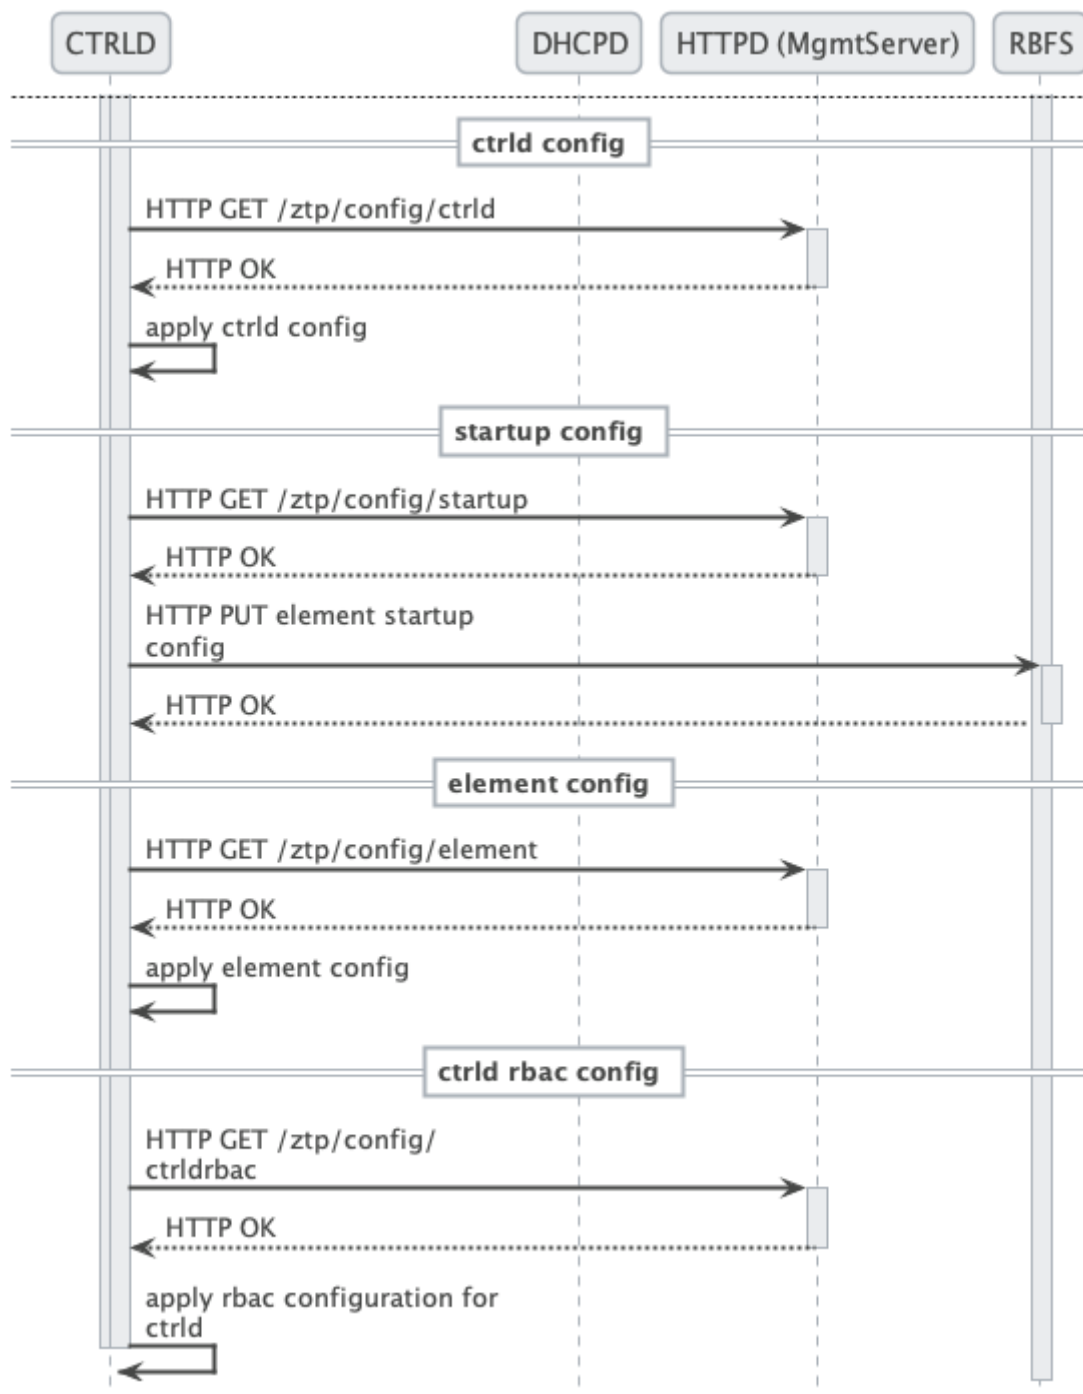 CTRLD
DHCPD
HTTPD (MgmtServer)
RBFS
ctrld config
HTTP GET /ztp/config/ctrld
HTTP OK
apply ctrld config
startup config
HTTP GET /ztp/config/startup
HTTP OK
HTTP PUT element startup
config
HTTP OK
element config
HTTP GET /ztp/config/element
HTTP OK
apply element config
ctrld rbac config
HTTP GET /ztp/config/
ctrldrbac
HTTP OK
apply rbac configuration for
ctrld